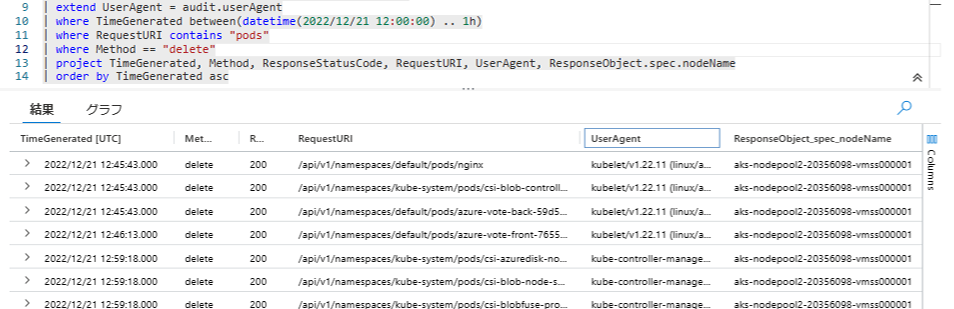 9 | extend UserAgent = audit.userAgent
10 | where TimeGenerated between(datetime(2022/12/21 12:00:00) .. 1h)
11 | where RequestURI contains "pods"
12 | where Method == "delete"
13 | project TimeGenerated, Method, ResponseStatusCode, RequestURI, UserAgent, ResponseObject.spec.nodeName
14 | order by TimeGenerated asc
結果 グラフ
TimeGenerated [UTC] Met... R... RequestURI UserAgent ResponseObject_spec_nodeName
2022/12/21 12:45:43.000 delete 200 /api/v1/namespaces/default/pods/nginx kubelet/v1.22.11 (linux/a... aks-nodepool2-20356098-vmss000001
2022/12/21 12:45:43.000 delete 200 /api/v1/namespaces/kube-system/pods/csi-blob-controll... kubelet/v1.22.11 (linux/a... aks-nodepool2-20356098-vmss000001
2022/12/21 12:45:43.000 delete 200 /api/v1/namespaces/default/pods/azure-vote-back-59d5... kubelet/v1.22.11 (linux/a... aks-nodepool2-20356098-vmss000001
2022/12/21 12:46:13.000 delete 200 /api/v1/namespaces/default/pods/azure-vote-front-7655... kubelet/v1.22.11 (linux/a... aks-nodepool2-20356098-vmss000001
2022/12/21 12:59:18.000 delete 200 /api/v1/namespaces/kube-system/pods/csi-azuredisk-no... kube-controller-manage... aks-nodepool2-20356098-vmss000001
2022/12/21 12:59:18.000 delete 200 /api/v1/namespaces/kube-system/pods/csi-blob-node-s... kube-controller-manage... aks-nodepool2-20356098-vmss000001
2022/12/21 12:59:18.000 delete 200 /api/v1/namespaces/kube-system/pods/csi-blobfuse-pro... kube-controller-manage... aks-nodepool2-20356098-vmss000001
Columns